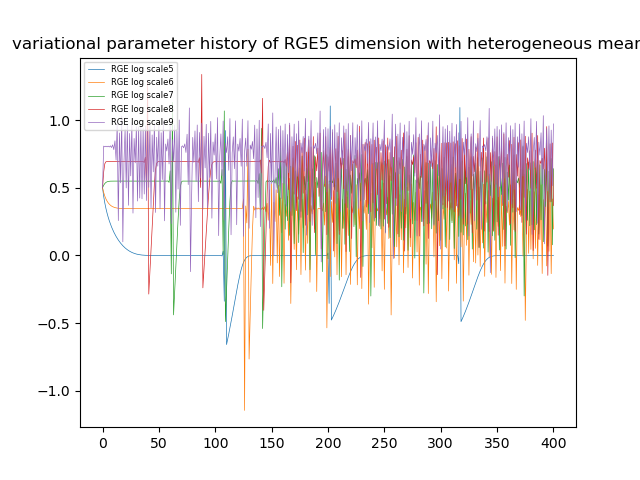 variational parameter history of RGE5 dimension with heterogeneous mean
RGE log scale5
RGE log scale6
RGE log scale7
RGE log scale8
RGE log scale9
1.0
0.5
0.0
−0.5
−1.0
0 50 100 150 200 250 300 350 400